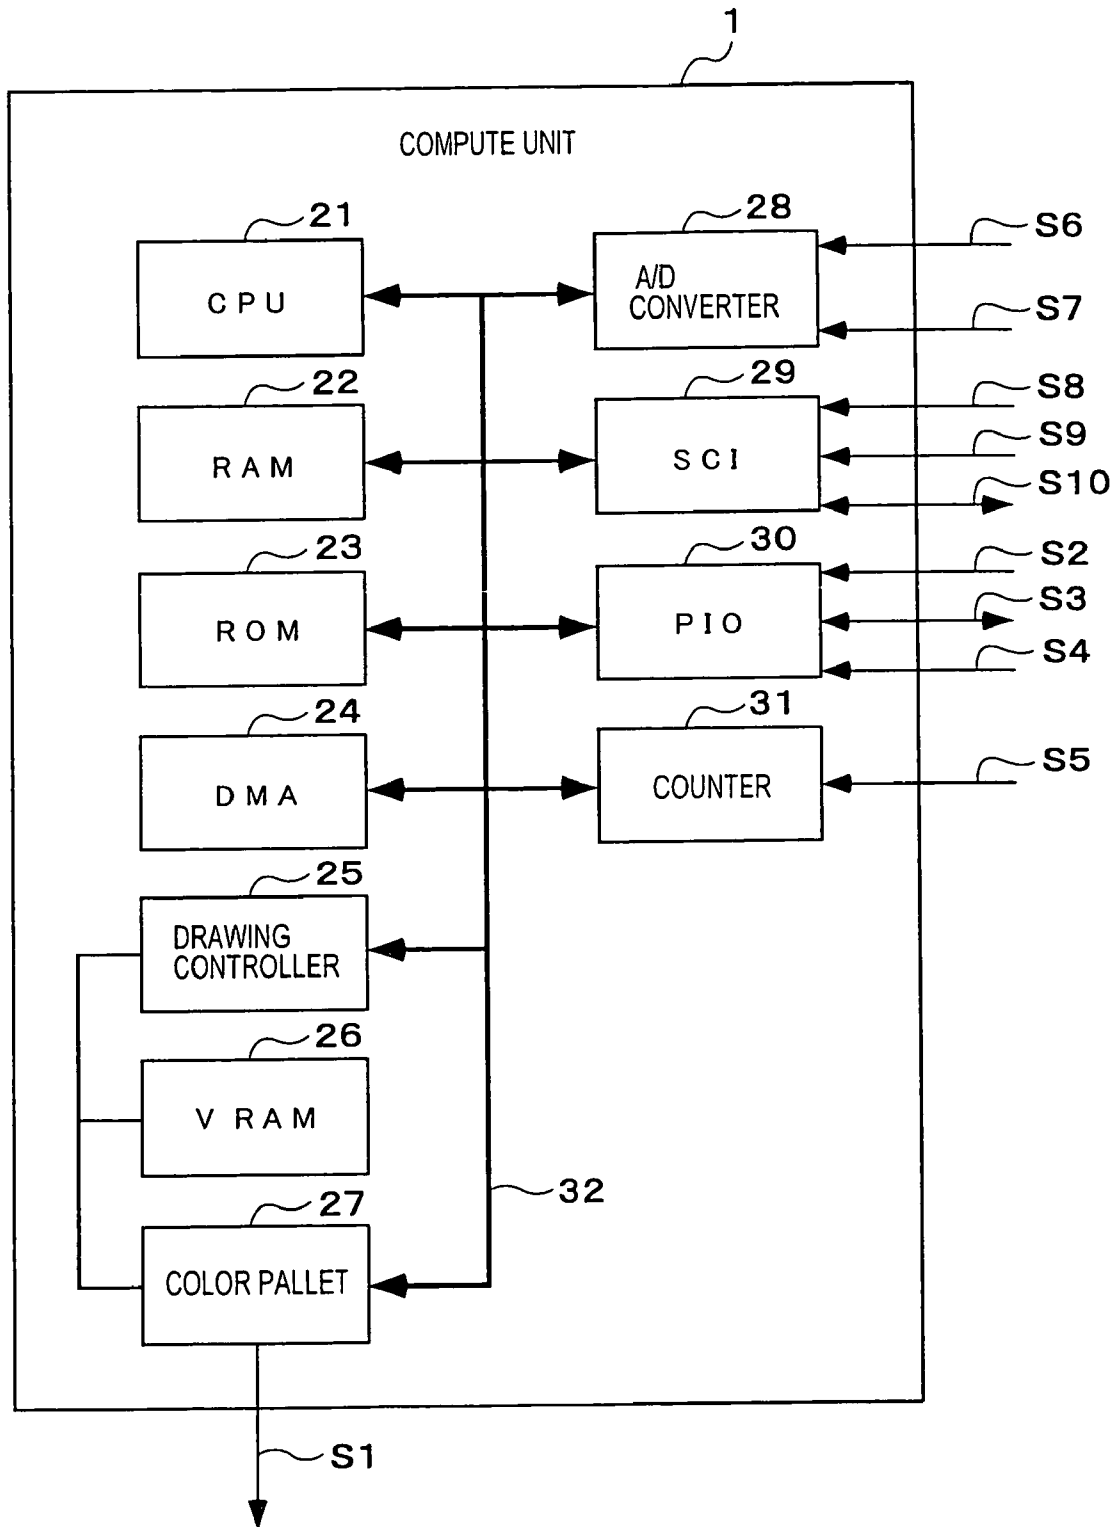 1
COMPUTE UNIT
21
CPU
28
A/D
CONVERTER
S6
S7
22
RAM
29
SCI
S8
S9
S10
23
ROM
30
PIO
S2
S3
S4
24
DMA
31
COUNTER
S5
25
DRAWING
CONTROLLER
26
V RAM
32
27
COLOR PALLET
S1